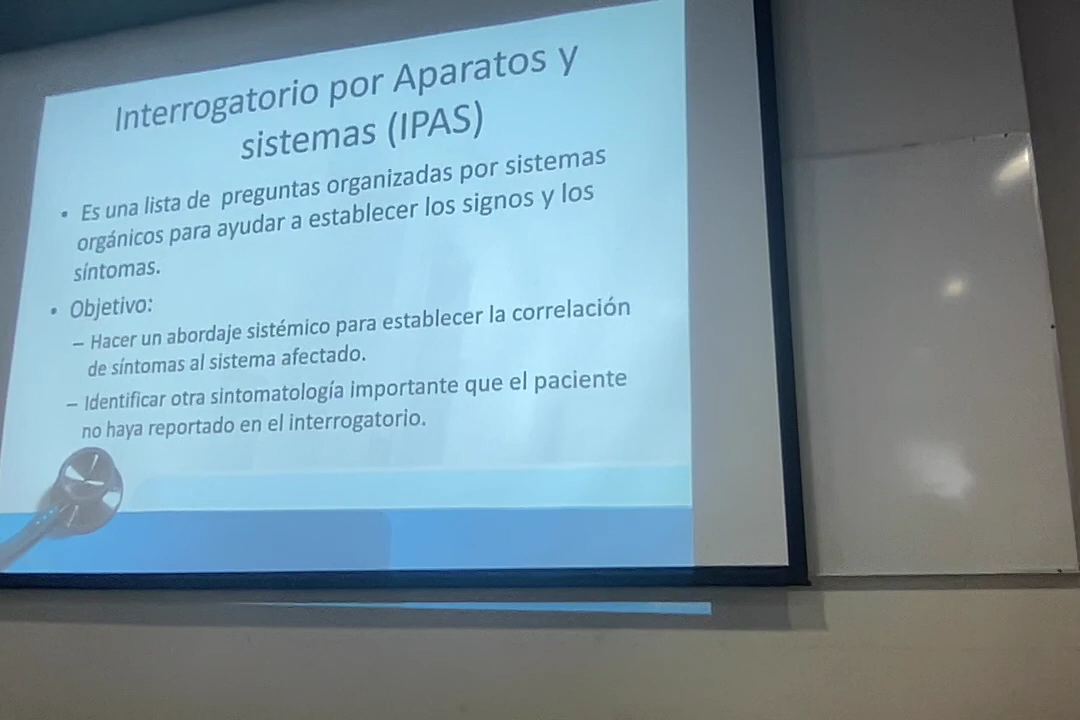 Interrogatorio por Aparatos y
sistemas (IPAS)
• Es una lista de preguntas organizadas por sistemas
orgánicos para ayudar a establecer los signos y los
síntomas.
• Objetivo:
– Hacer un abordaje sistémico para establecer la correlación
de síntomas al sistema afectado.
– Identificar otra sintomatología importante que el paciente
no haya reportado en el interrogatorio.